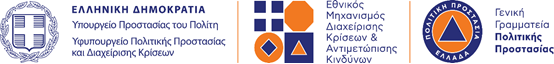 ΕΛΛΗΝΙΚΗ ΔΗΜΟΚΡΑΤΙΑ
Υπουργείο Προστασίας του Πολίτη
Υφυπουργείο Πολιτικής Προστασίας
και Διαχείρισης Κρίσεων
Εθνικός
Μηχανισμός
Διαχείρισης
Κρίσεων &
Αντιμετώπισης
Κινδύνων
ΠΟΛΙΤΙΚΗ ΠΡΟΣΤΑΣΙΑ
ΕΛΛΑΔΑ
Γενική
Γραμματεία
Πολιτικής
Προστασίας